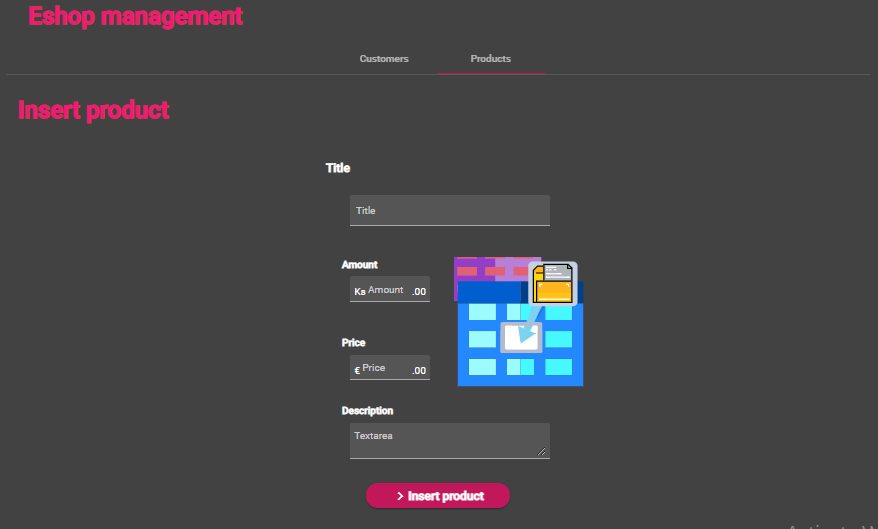 Eshop management
Customers Products
Insert product
Title
Title
Amount
Ks Amount .00
Price
€ Price .00
Description
Textarea
> Insert product